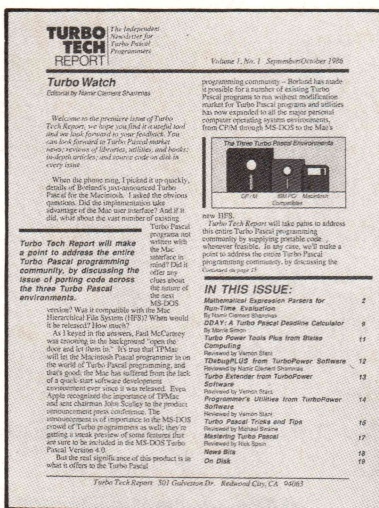 TURBO
TECH
REPORT
The Independent
Newsletter for
Turbo Pascal
Programmers
Volume 1, No. 1 September/October 1986
Turbo Watch
Editorial by Namir Clement Shammas
Welcome to the premiere issue of Turbo
Tech Report, we hope you find it a useful tool
and we look forward to your feedback. You
can look forward to Turbo Pascal market
news; reviews of libraries, utilities, and books;
in-depth articles; and source code on disk in
every issue.
When the phone rang, I picked it up quickly,
details of Borland's just-announced Turbo
Pascal for the Macintosh. I asked the obvious
questions. Did the implementation take
advantage of the Mac user interface? And if it
did, what about the vast number of existing
Turbo Pascal
programs not
written with
the Mac
interface in
mind? Did it
offer any
clues about
the nature of
the next
MS-DOS
Turbo Tech Report will make
a point to address the entire
Turbo Pascal programming
community, by discussing the
issue of porting code across
the three Turbo Pascal
environments.
version? Was it compatible with the Mac
Hierarchical File System (HFS)? When would
it be released? How much?
As I keyed in the answers, Paul McCartney
was crooning in the background "open the
door and let them in." It's true that TPMac
will let the Macintosh Pascal programmer in on
the world of Turbo Pascal programming, and
that's good; the Mac has suffered from the lack
of a quick-start software development
environment ever since it was released. Even
Apple recognized the importance of TPMac
and sent chairman John Sculley to the product
announcement press conference. The
announcement is of importance to the MS-DOS
crowd of Turbo programmers as well; they're
getting a sneak preview of some features that
are sure to be included in the MS-DOS Turbo
Pascal Version 4.0.
But the real significance of this product is in
what it offers to the Turbo Pascal
programming community – Borland has made
it possible for a number of existing Turbo
Pascal programs to run without modification
market for Turbo Pascal programs and utilities
has now expanded to all the major personal
computer operating system environments,
from CP/M through MS-DOS to the Mac's
The Three Turbo Pascal Environments
CP/M
IBM PC/
Compatibles
Macintosh
new HFS.
Turbo Tech Report will take pains to address
this entire Turbo Pascal programming
community by supplying portable code
whenever feasible. In any case, we'll make a
point to address the entire Turbo Pascal
programming community, by discussing the
Continued on page 15
IN THIS ISSUE:
Mathematical Expression Parsers for 2
Run-Time Evaluation
By Namir Clement Shammas
QDAY: A Turbo Pascal Deadline Calculator 9
By Marcia Simon
Turbo Power Tools Plus from Blaise 11
Computing
Reviewed by Vernon Starr
TDebugPLUS from TurboPower Software 12
Reviewed by Namir Clement Shammas
Turbo Extender from TurboPower 13
Software
Reviewed by Vernon Starr
Programmer's Utilities from TurboPower 14
Software
Reviewed by Vernon Starr
Turbo Pascal Tricks and Tips 15
Reviewed by Michael
Mastering Turbo Pascal 17
Reviewed by Nick
News Bits 18
On Disk 19
Turbo Tech Report 501 Galveston Dr. Redwood City, CA 94063